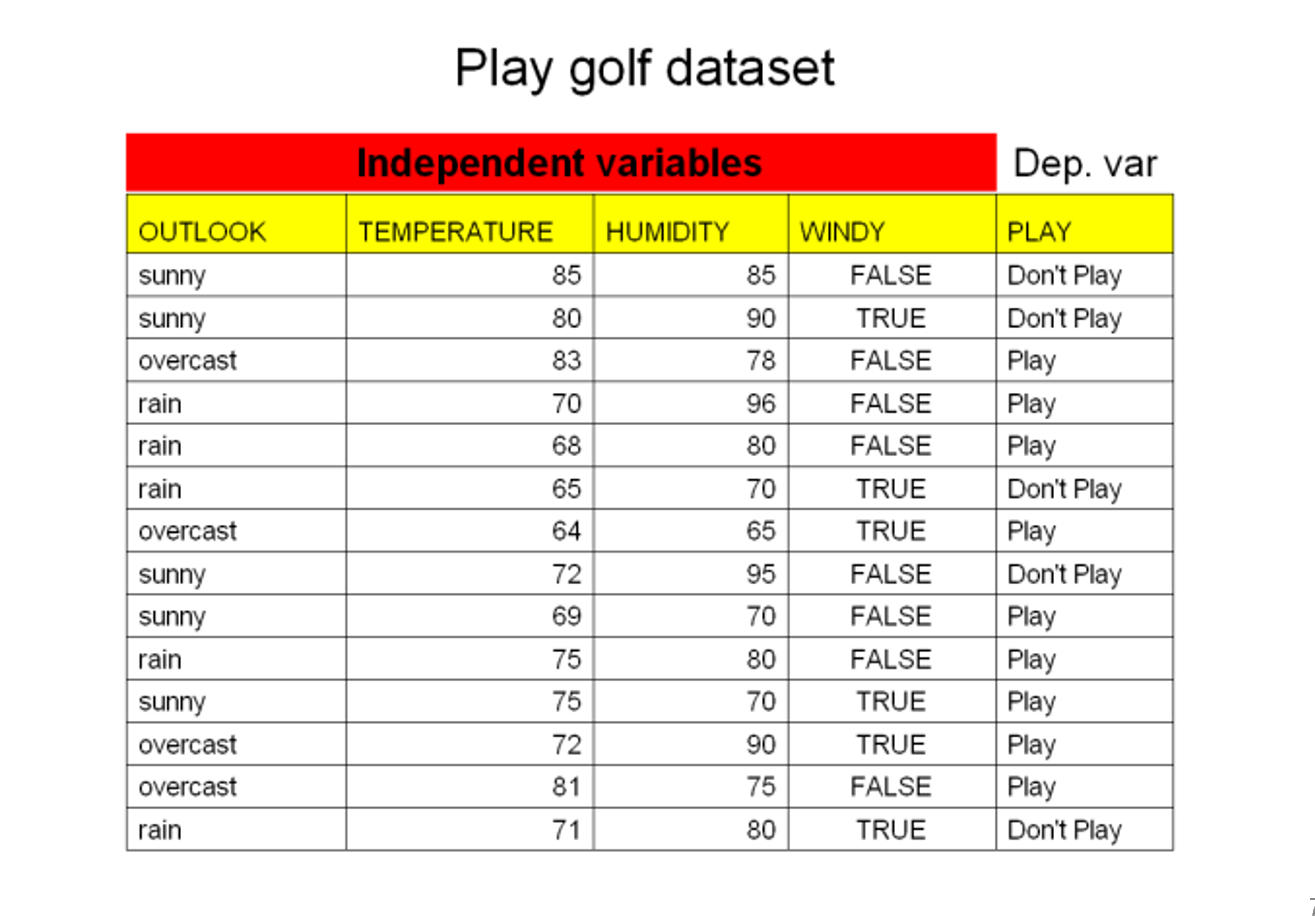 Play golf dataset
Independent variables Dep. var
OUTLOOK TEMPERATURE HUMIDITY WINDY PLAY
sunny 85 85 FALSE Don't Play
sunny 80 90 TRUE Don't Play
overcast 83 78 FALSE Play
rain 70 96 FALSE Play
rain 68 80 FALSE Play
rain 65 70 TRUE Don't Play
overcast 64 65 TRUE Play
sunny 72 95 FALSE Don't Play
sunny 69 70 FALSE Play
rain 75 80 FALSE Play
sunny 75 70 TRUE Play
overcast 72 90 TRUE Play
overcast 81 75 FALSE Play
rain 71 80 TRUE Don't Play